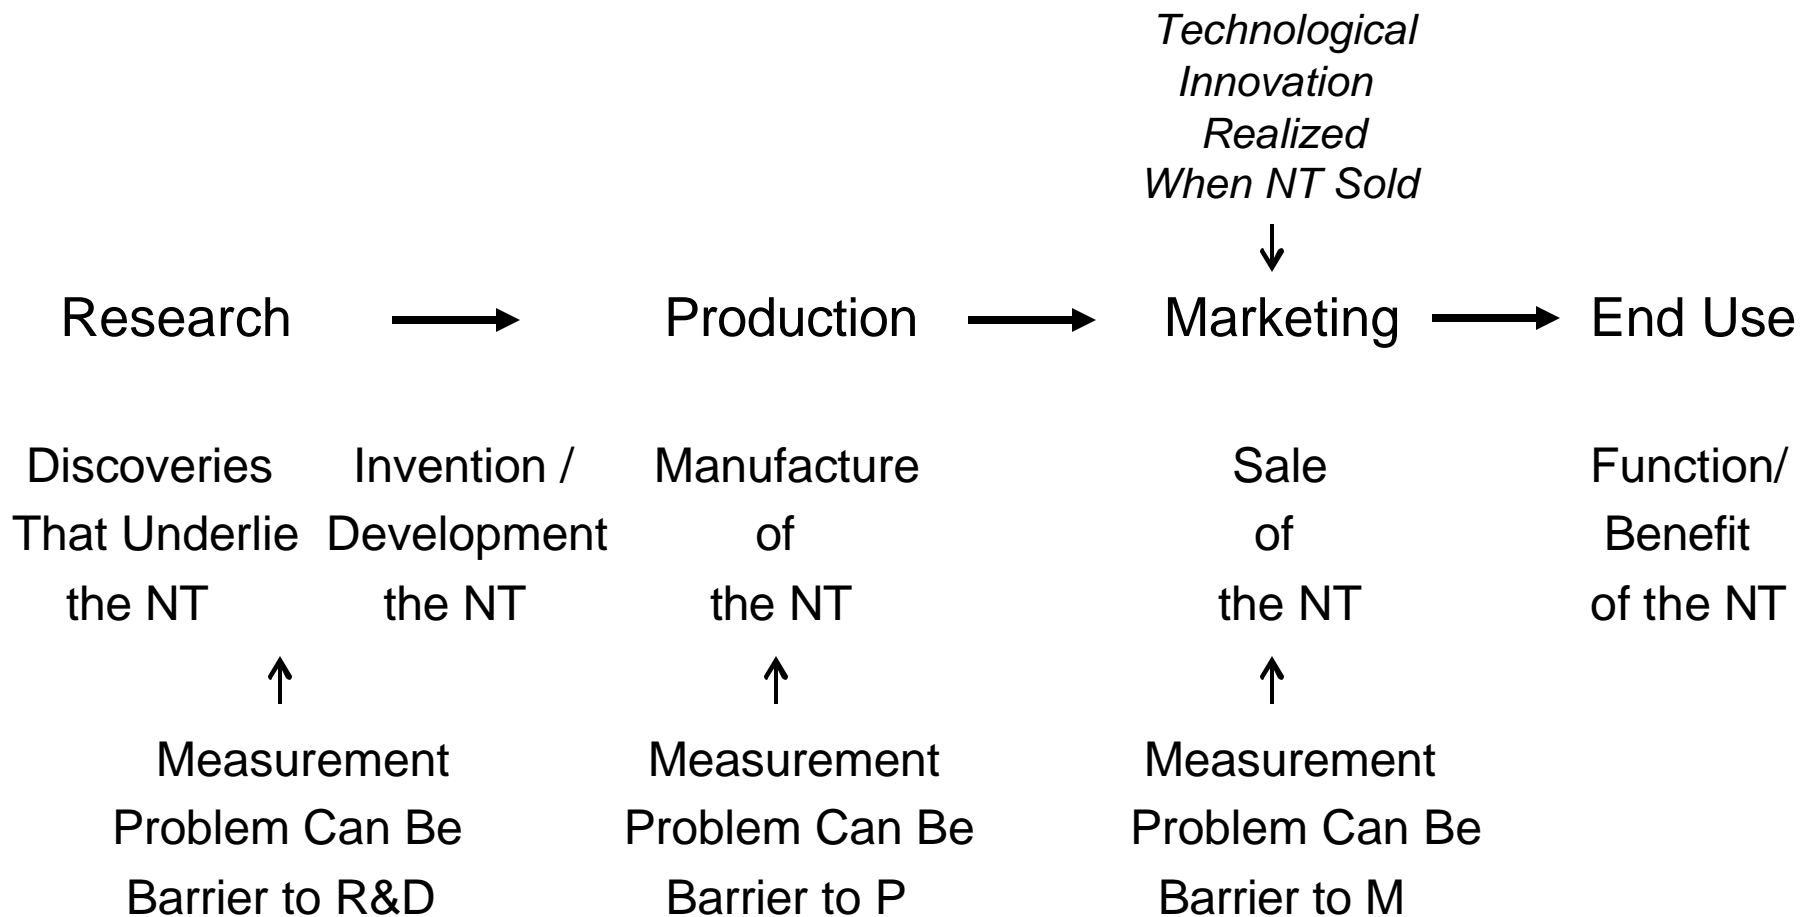 Technological
Innovation
Realized
When NT Sold
Research
Production
Marketing
End Use
Discoveries
That Underlie
the NT
Invention /
Development
the NT
Manufacture
of
the NT
Sale
of
the NT
Function/
Benefit
of the NT
Measurement
Problem Can Be
Barrier to R&D
Measurement
Problem Can Be
Barrier to P
Measurement
Problem Can Be
Barrier to M